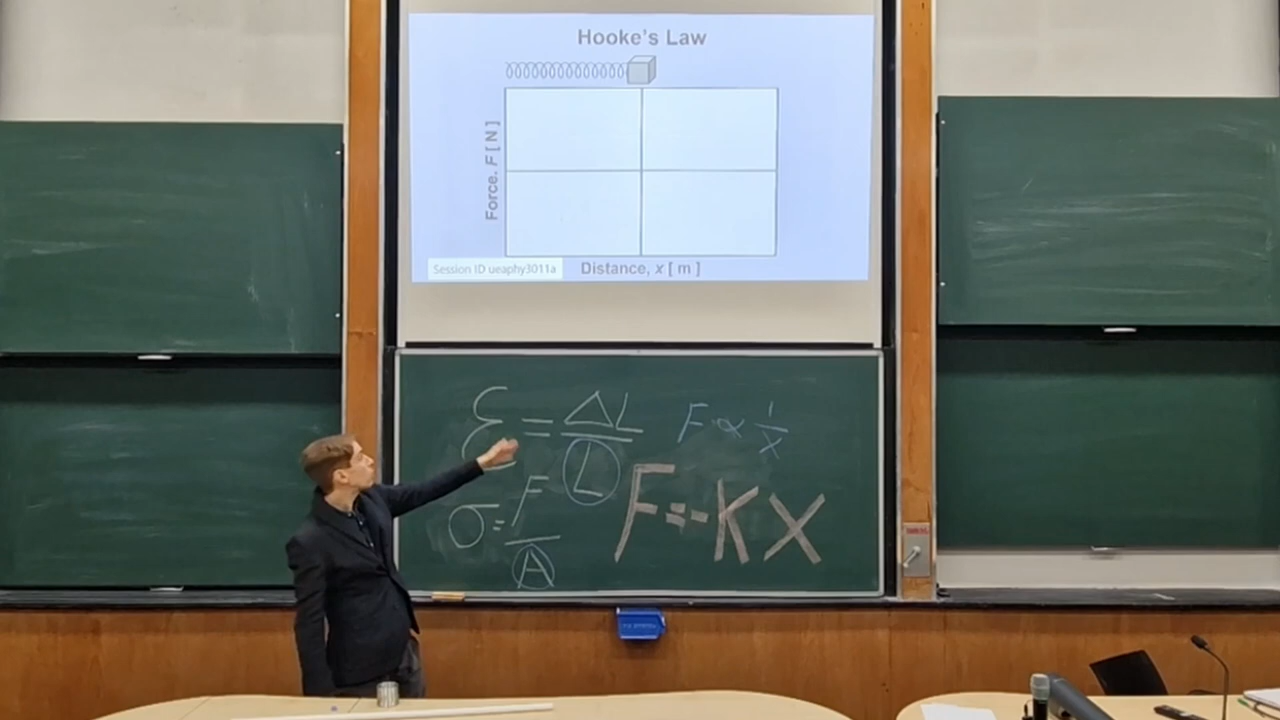 Hooke's Law
Force. F [ N ]
Session ID ueaphy3011a
Distance, x [ m ]
ε = ΔL / L
F ∝ 1 / x
σ = F / A
F = -KX